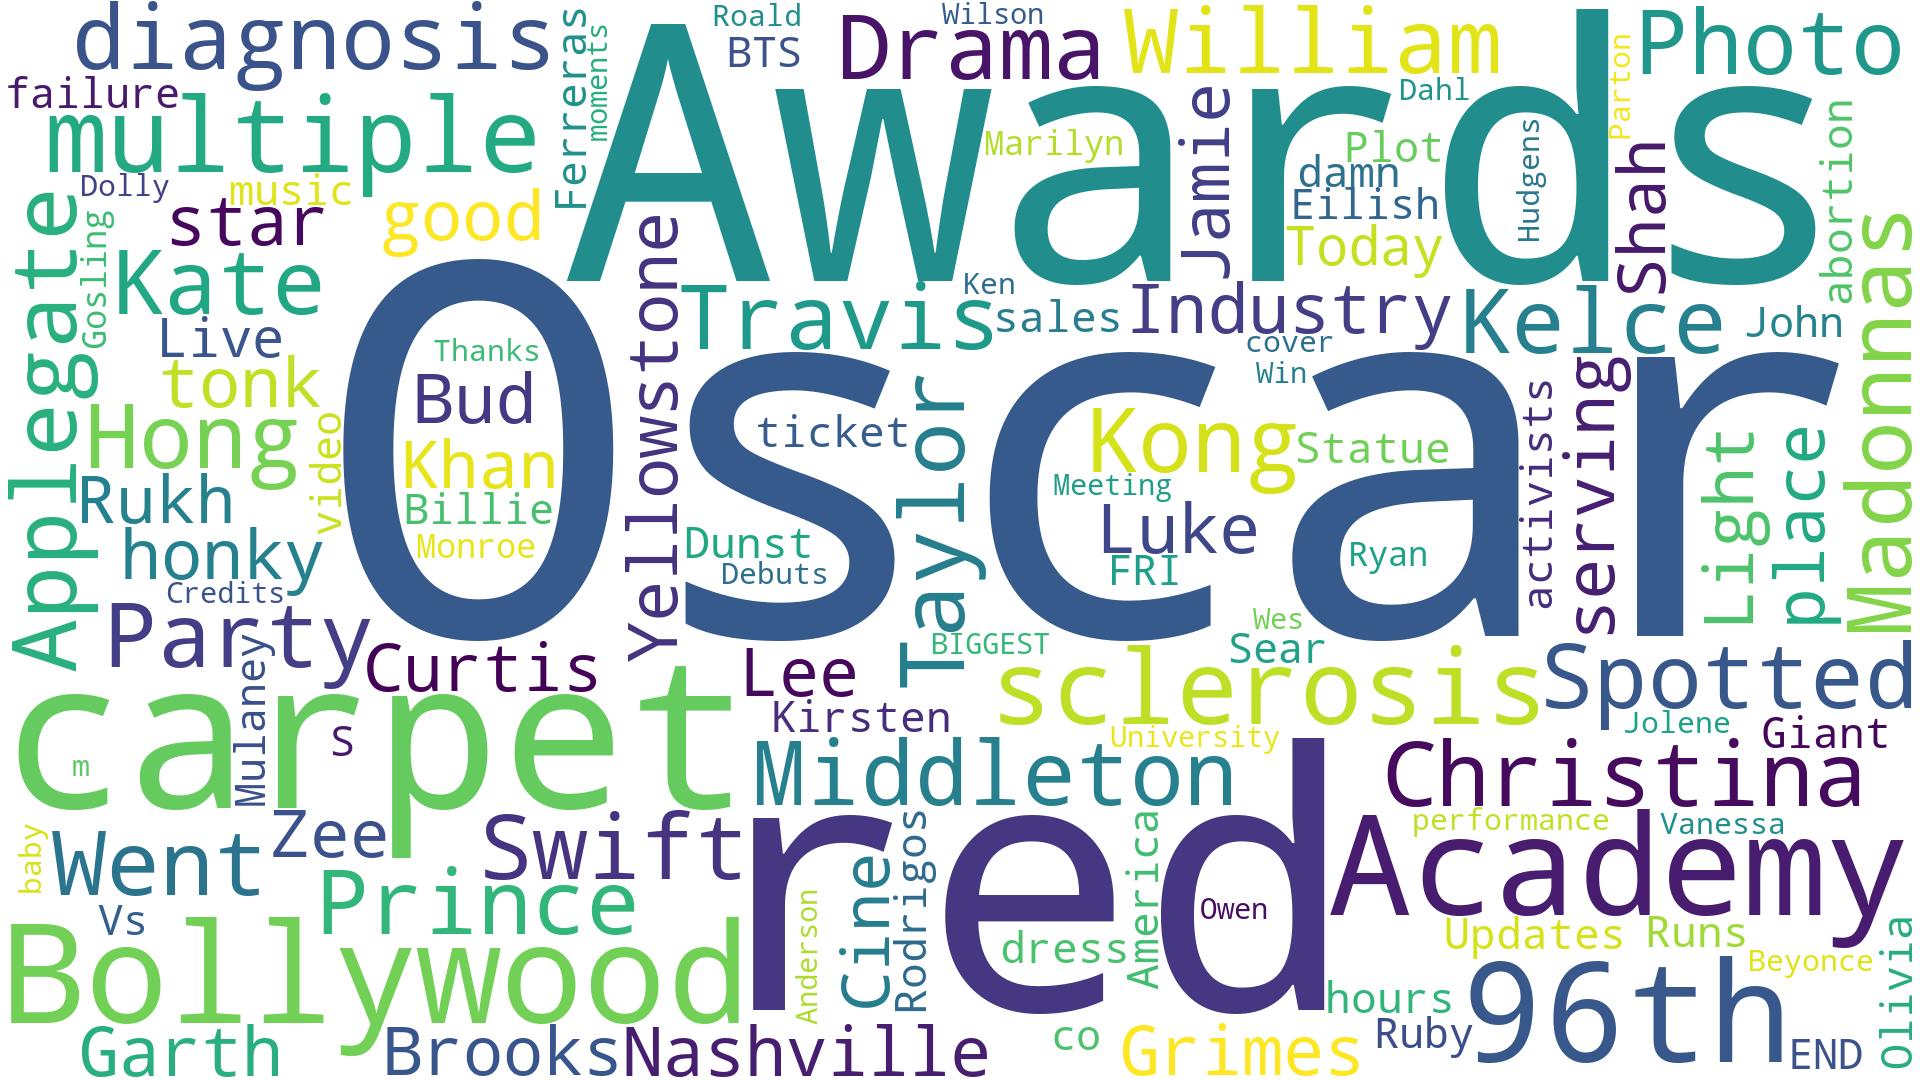 diagnosis
failure
multiple
Ferreras
moments
Roald
BTS
Wilson
Drama
William
Photo
Parton
Dahl
Awards
Marilyn
Jamie
Plot
damn
Eilish
Today
Hudgens
Shah
abortion
Dolly
music
star
good
Applegate
Gosling
Kate
Live
tonk
Hong
video
Rukh
honky
Credits
Party
Oscar
Thanks
Bud
Khan
Billie
Monroe
Yellowstone
Travis
Ken
sales
Industry
Kelce
John
Madonnas
cover
Win
ticket
Taylor
Kong
Statue
activists
serving
Light
place
Meeting
Luke
FRI
Ryan
Dunst
Debuts
BIGGEST
Wes
Sear
Curtis
Lee
Kirsten
sclerosis
Spotted
University
Jolene
Giant
carpet
Mulaney
S
m
Middleton
Christina
Zee
Swift
baby
Went
Prince
Vs
red
Cine
Rodrigos
America
Owen
dress
Anderson
performance
Vanessa
Academy
Updates
Runs
Beyonce
Olivia
Bollywood
hours
96th
Garth
Brooks
Nashville
co
Grimes
Ruby
END